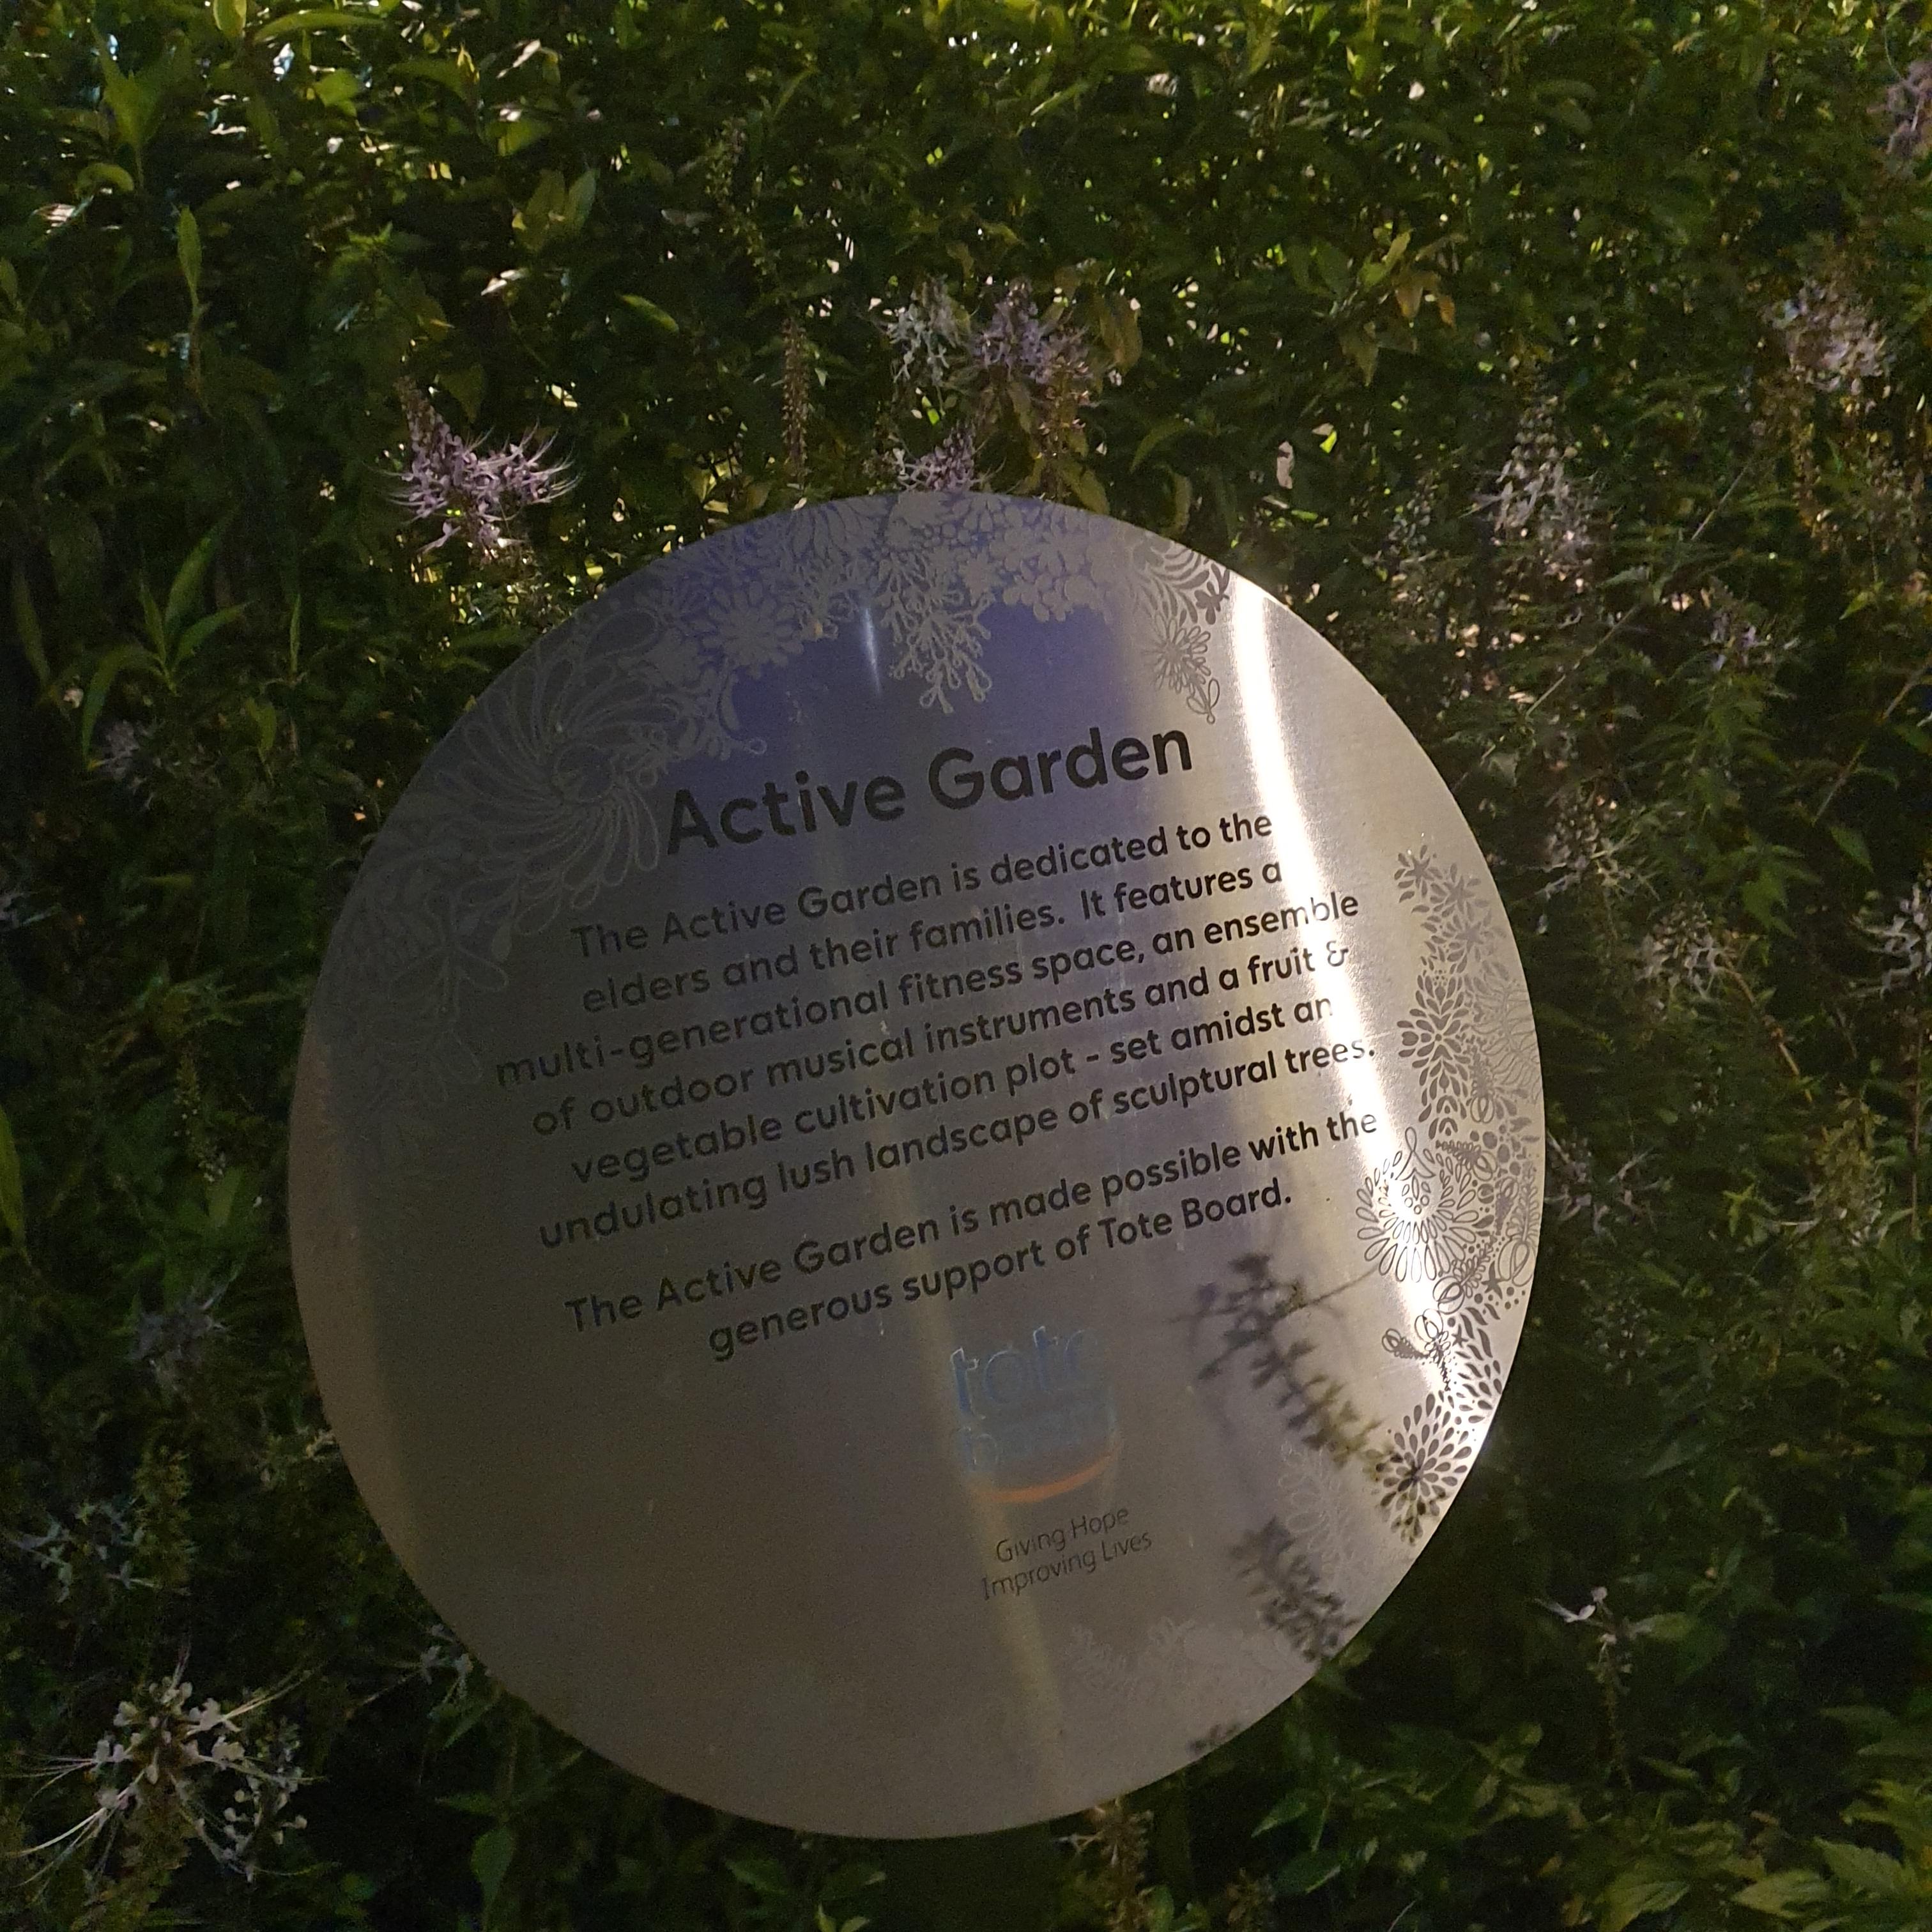 Active Garden
The Active Garden is dedicated to the
elders and their families. It features a
multi-generational fitness space, an ensemble
of outdoor musical instruments and a fruit &
vegetable cultivation plot - set amidst an
undulating lush landscape of sculptural trees.
The Active Garden is made possible with the
generous support of Tote Board.
tote
board
Giving Hope
Improving Lives